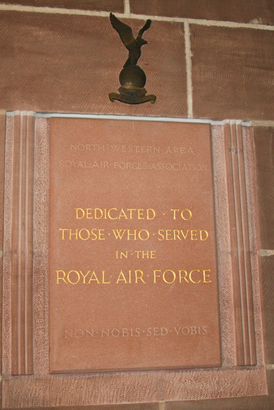 NORTH · WESTERN · AREA
ROYAL · AIR · FORCES · ASSOCIATION
DEDICATED · TO
THOSE · WHO · SERVED
IN · THE
ROYAL · AIR · FORCE
NON · NOBIS · SED · VOBIS